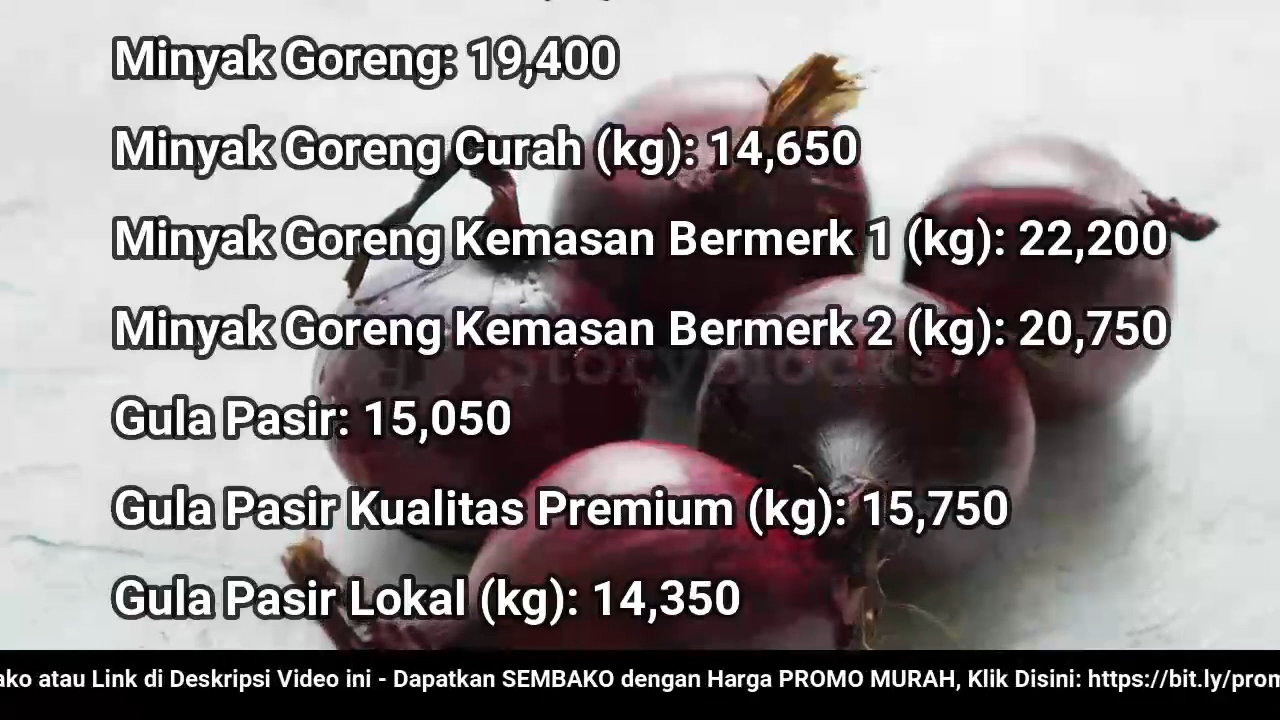 Minyak Goreng: 19,400
Minyak Goreng Curah (kg): 14,650
Minyak Goreng Kemasan Bermerk 1 (kg): 22,200
Minyak Goreng Kemasan Bermerk 2 (kg): 20,750
Storyblocks
Gula Pasir: 15,050
Gula Pasir Kualitas Premium (kg): 15,750
Gula Pasir Lokal (kg): 14,350
ako atau Link di Deskripsi Video ini - Dapatkan SEMBAKO dengan Harga PROMO MURAH, Klik Disini: https://bit.ly/prom